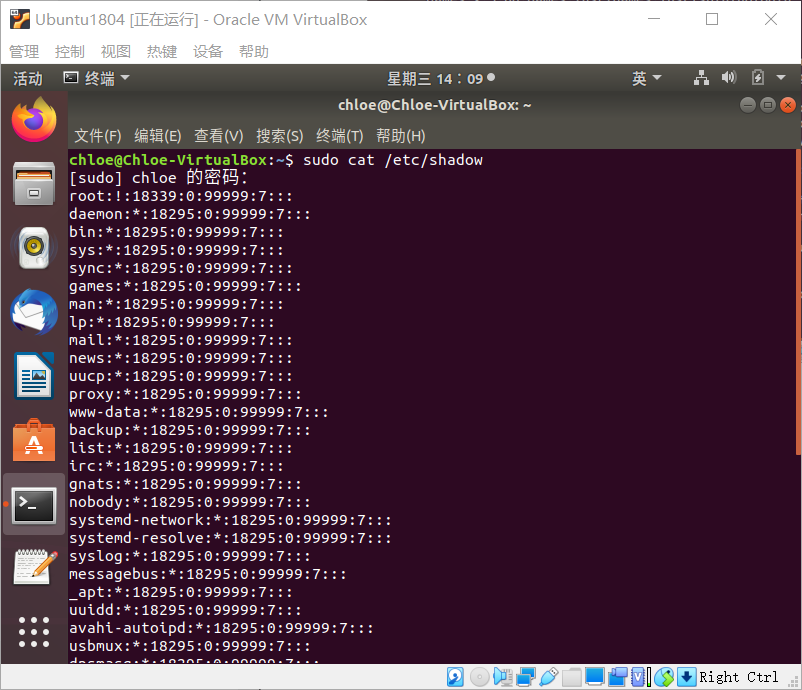 Ubuntu1804 [正在运行] - Oracle VM VirtualBox
管理 控制 视图 热键 设备 帮助
活动 终端 星期三 14：09 英
chloe@Chloe-VirtualBox: ~
文件(F) 编辑(E) 查看(V) 搜索(S) 终端(T) 帮助(H)
chloe@Chloe-VirtualBox:~$ sudo cat /etc/shadow
[sudo] chloe 的密码：
root:!:18339:0:99999:7:::
daemon:*:18295:0:99999:7:::
bin:*:18295:0:99999:7:::
sys:*:18295:0:99999:7:::
sync:*:18295:0:99999:7:::
games:*:18295:0:99999:7:::
man:*:18295:0:99999:7:::
lp:*:18295:0:99999:7:::
mail:*:18295:0:99999:7:::
news:*:18295:0:99999:7:::
uucp:*:18295:0:99999:7:::
proxy:*:18295:0:99999:7:::
www-data:*:18295:0:99999:7:::
backup:*:18295:0:99999:7:::
list:*:18295:0:99999:7:::
irc:*:18295:0:99999:7:::
gnats:*:18295:0:99999:7:::
nobody:*:18295:0:99999:7:::
systemd-network:*:18295:0:99999:7:::
systemd-resolve:*:18295:0:99999:7:::
syslog:*:18295:0:99999:7:::
messagebus:*:18295:0:99999:7:::
_apt:*:18295:0:99999:7:::
uuidd:*:18295:0:99999:7:::
avahi-autoipd:*:18295:0:99999:7:::
usbmux:*:18295:0:99999:7:::
Right Ctrl